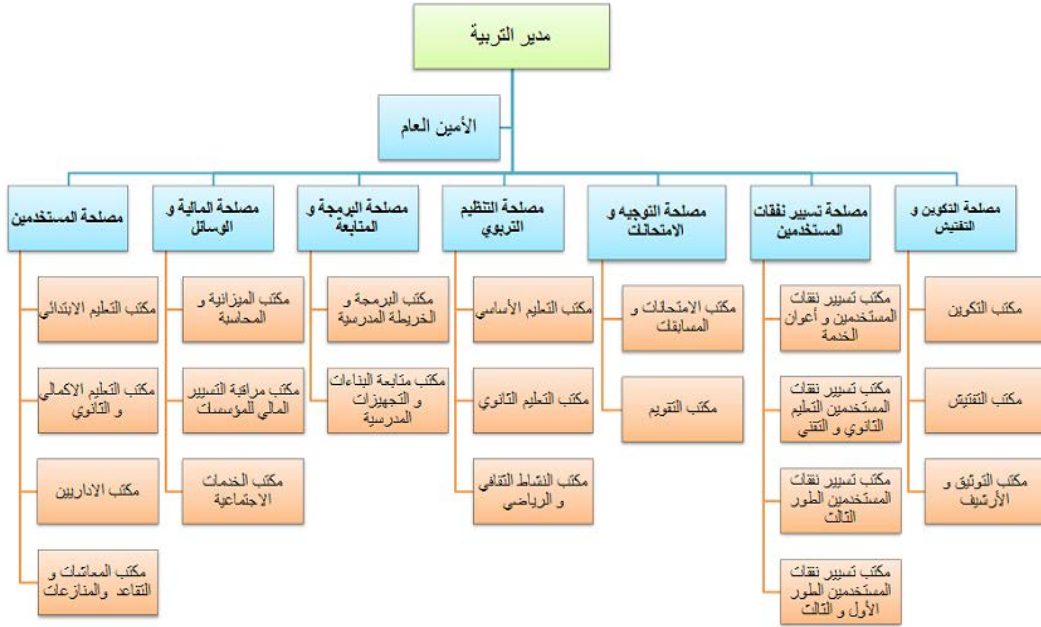 مدير التربية
الأمين العام
مصلحة التكوين و
التفتيش
مصلحة تسيير نفقات
المستخدمين
مصلحة التوجيه و
الامتحانات
مصلحة التنظيم
التربوي
مصلحة البرمجة و
المتابعة
مصلحة المالية و
الوسائل
مصلحة المستخدمين
مكتب التكوين
مكتب التفتيش
مكتب التوثيق و
الأرشيف
مكتب تسيير نفقات
المستخدمين و أعوان
الخدمة
مكتب تسيير نفقات
المستخدمين التعليم
الثانوي و التقني
مكتب تسيير نفقات
المستخدمين الطور
الثالث
مكتب تسيير نفقات
المستخدمين الطور
الأول و الثالث
مكتب الامتحانات و
المسابقات
مكتب التقويم
مكتب التعليم الأساسي
مكتب التعليم الثانوي
مكتب النشاط الثقافي
و الرياضي
مكتب البرمجة و
الخريطة المدرسية
مكتب متابعة البناءات
و التجهيزات
المدرسية
مكتب الميزانية و
المحاسبة
مكتب مراقبة التسيير
المالي للمؤسسات
مكتب الخدمات
الاجتماعية
مكتب التعليم الابتدائي
مكتب التعليم الاكمالي
و الثانوي
مكتب الاداريين
مكتب المعاشات و
التقاعد والمنازعات